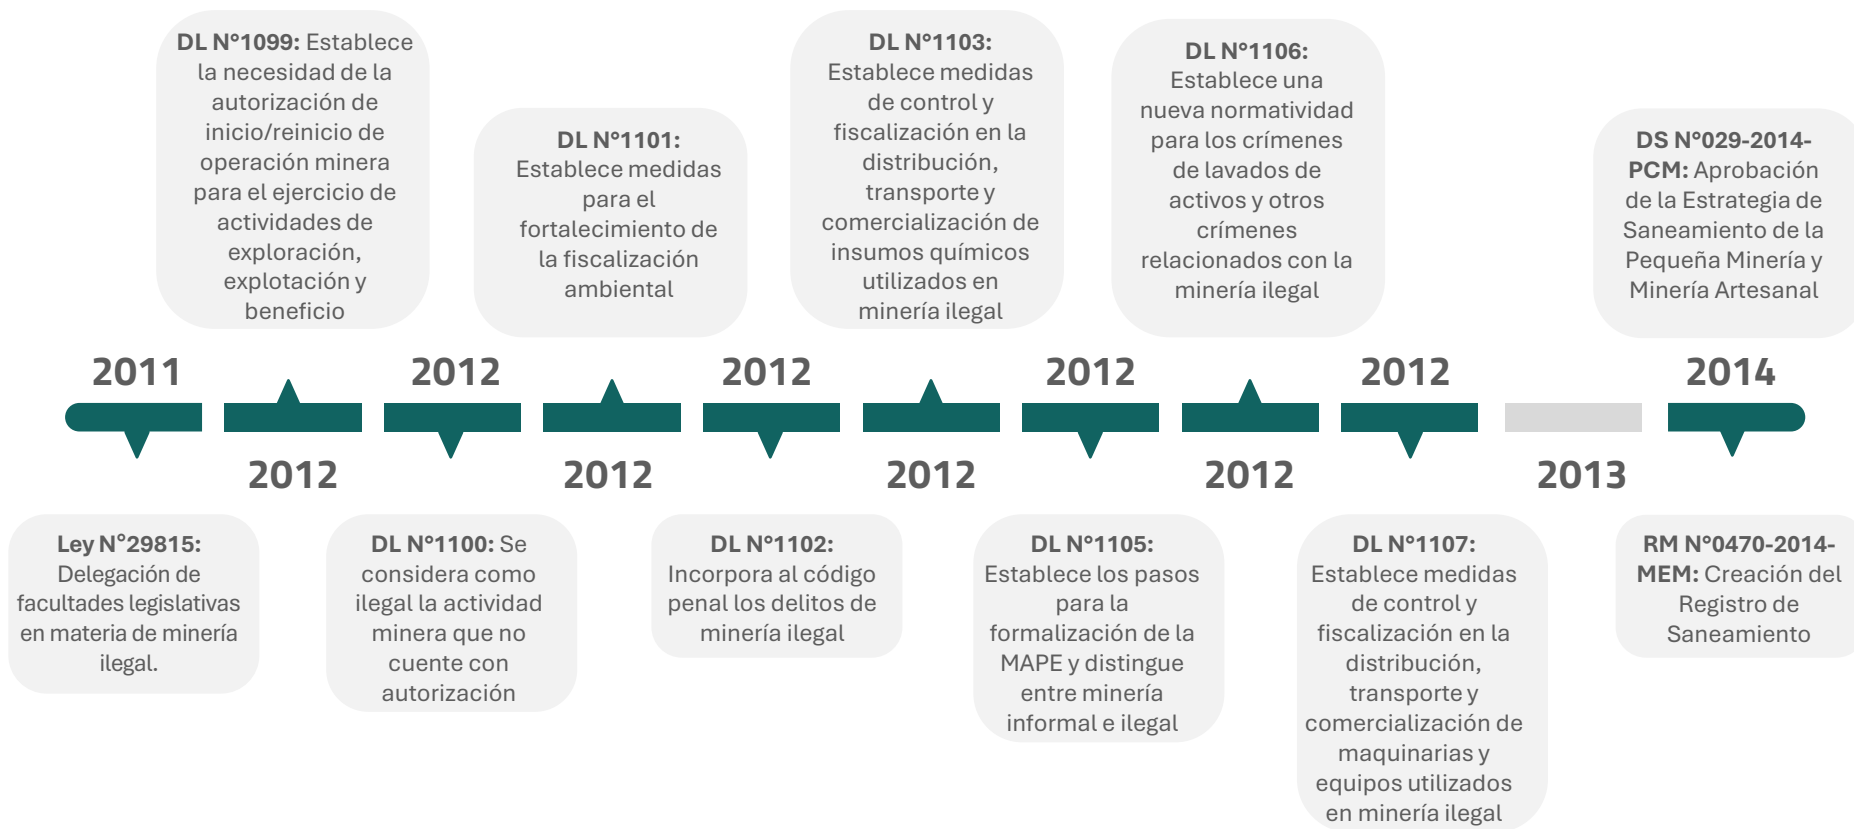 DL N°1099: Establece
la necesidad de la
autorización de
inicio/reinicio de
operación minera
para el ejercicio de
actividades de
exploración,
explotación y
beneficio
DL N°1101:
Establece medidas
para el
fortalecimiento de
la fiscalización
ambiental
DL N°1103:
Establece medidas
de control y
fiscalización en la
distribución,
transporte y
comercialización de
insumos químicos
utilizados en
minería ilegal
DL N°1106:
Establece una
nueva normatividad
para los crímenes
de lavados de
activos y otros
crímenes
relacionados con la
minería ilegal
DS N°029-2014-
PCM: Aprobación
de la Estrategia de
Saneamiento de la
Pequeña Minería y
Minería Artesanal
2011
2012
2012
2012
2012
2014
2012
2012
2012
2012
2013
Ley N°29815:
Delegación de
facultades legislativas
en materia de minería
ilegal.
DL N°1100: Se
considera como
ilegal la actividad
minera que no
cuente con
autorización
DL N°1102:
Incorpora al código
penal los delitos de
minería ilegal
DL N°1105:
Establece los pasos
para la
formalización de la
MAPE y distingue
entre minería
informal e ilegal
DL N°1107:
Establece medidas
de control y
fiscalización en la
distribución,
transporte y
comercialización de
maquinarias y
equipos utilizados
en minería ilegal
RM N°0470-2014-
MEM: Creación del
Registro de
Saneamiento